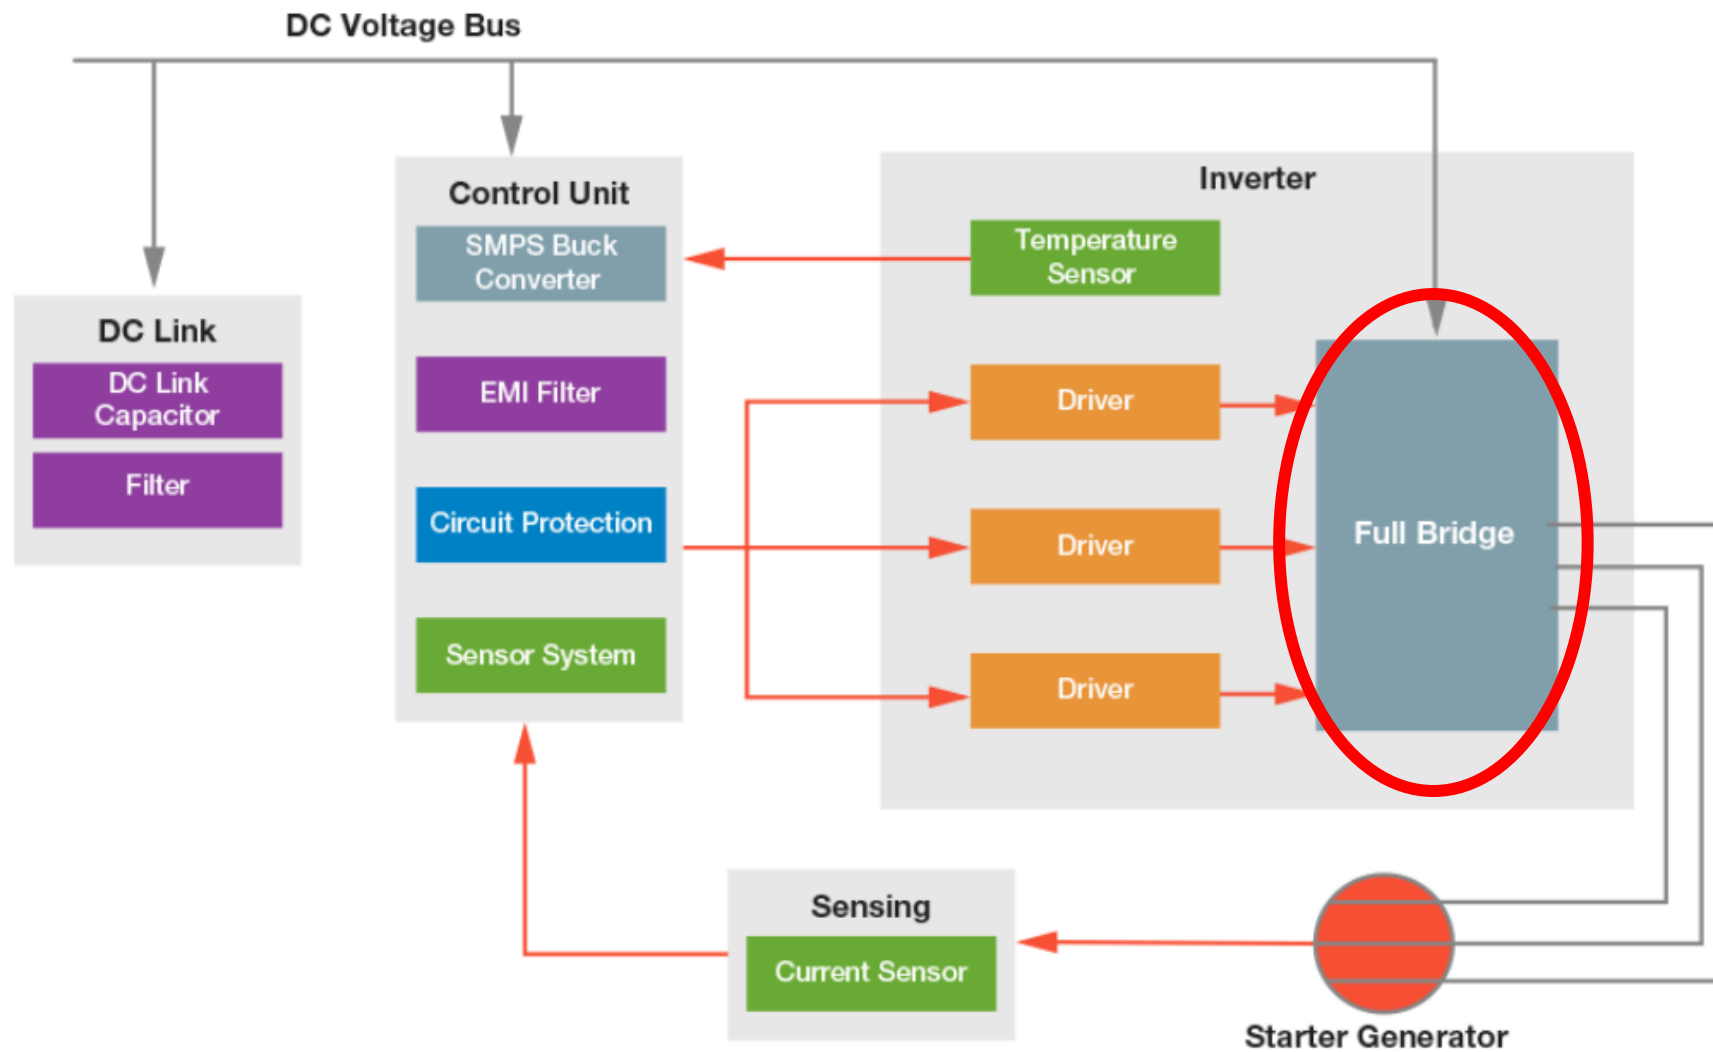 DC Voltage Bus
Control Unit
SMPS Buck
Converter
EMI Filter
Circuit Protection
Sensor System
DC Link
DC Link
Capacitor
Filter
Inverter
Temperature
Sensor
Driver
Driver
Driver
Full Bridge
Sensing
Current Sensor
Starter Generator